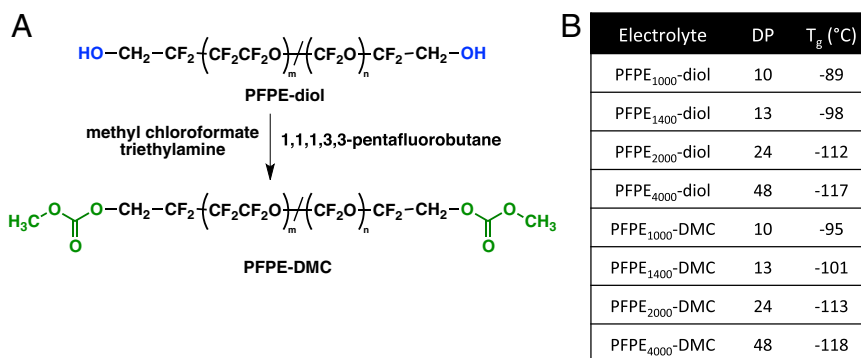 A
HO-CH₂-CF₂-(CF₂CF₂O)ₘ/(CF₂O)ₙ-CF₂-CH₂-OH
PFPE-diol
methyl chloroformate
triethylamine
1,1,1,3,3-pentafluorobutane
H₃C-O-C(=O)-O-CH₂-CF₂-(CF₂CF₂O)ₘ/(CF₂O)ₙ-CF₂-CH₂-O-C(=O)-O-CH₃
PFPE-DMC
B
Electrolyte DP Tg (°C)
PFPE₁₀₀₀-diol 10 -89
PFPE₁₄₀₀-diol 13 -98
PFPE₂₀₀₀-diol 24 -112
PFPE₄₀₀₀-diol 48 -117
PFPE₁₀₀₀-DMC 10 -95
PFPE₁₄₀₀-DMC 13 -101
PFPE₂₀₀₀-DMC 24 -113
PFPE₄₀₀₀-DMC 48 -118